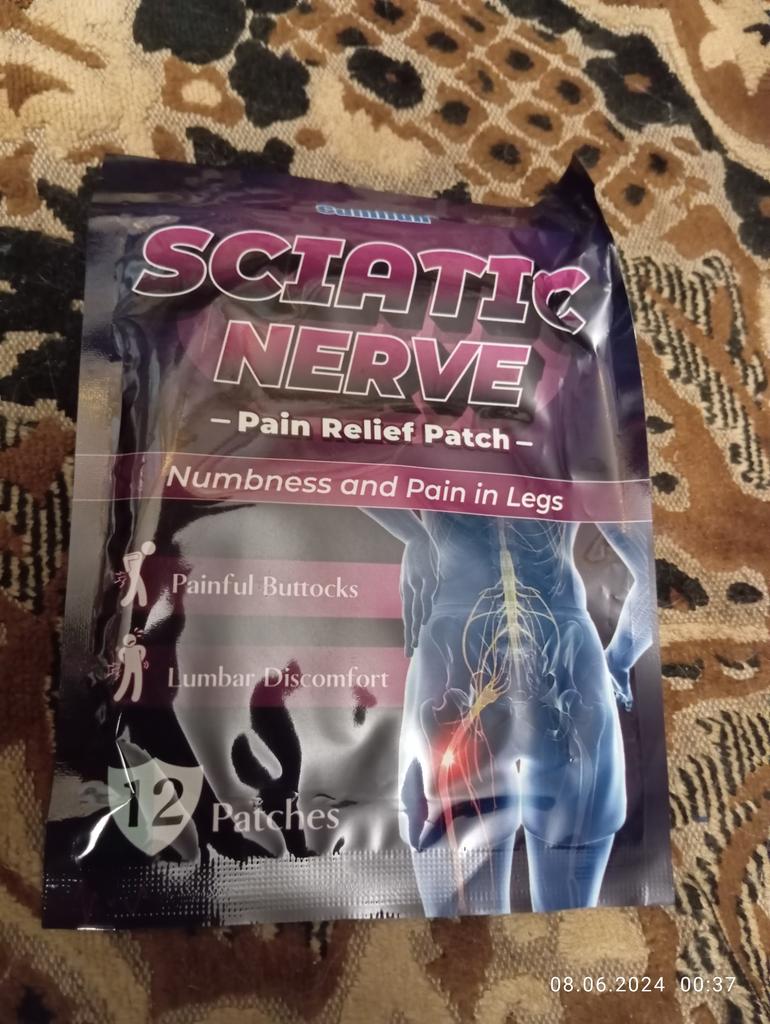 SCIATIC
NERVE
– Pain Relief Patch –
Numbness and Pain in Legs
Painful Buttocks
Lumbar Discomfort
12 Patches
08.06.2024 00:37